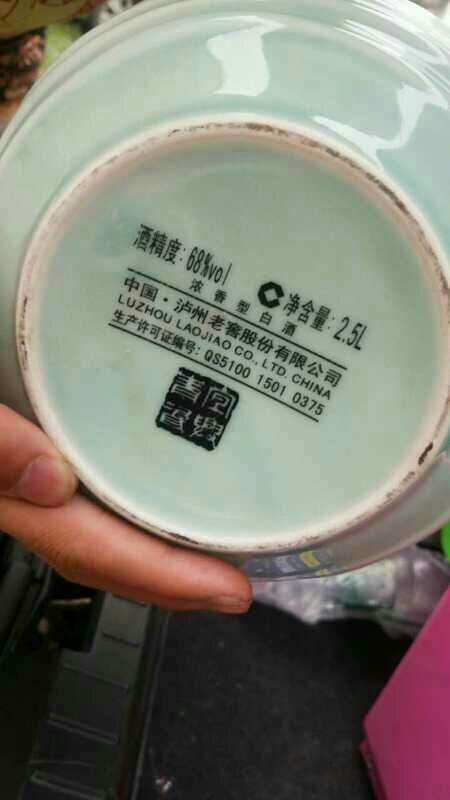 酒精度: 68%vol 净含量: 2.5L
浓香型白酒
中国·泸州老窖股份有限公司
LUZHOU LAOJIAO CO., LTD. CHINA
生产许可证编号: QS5100 1501 0375